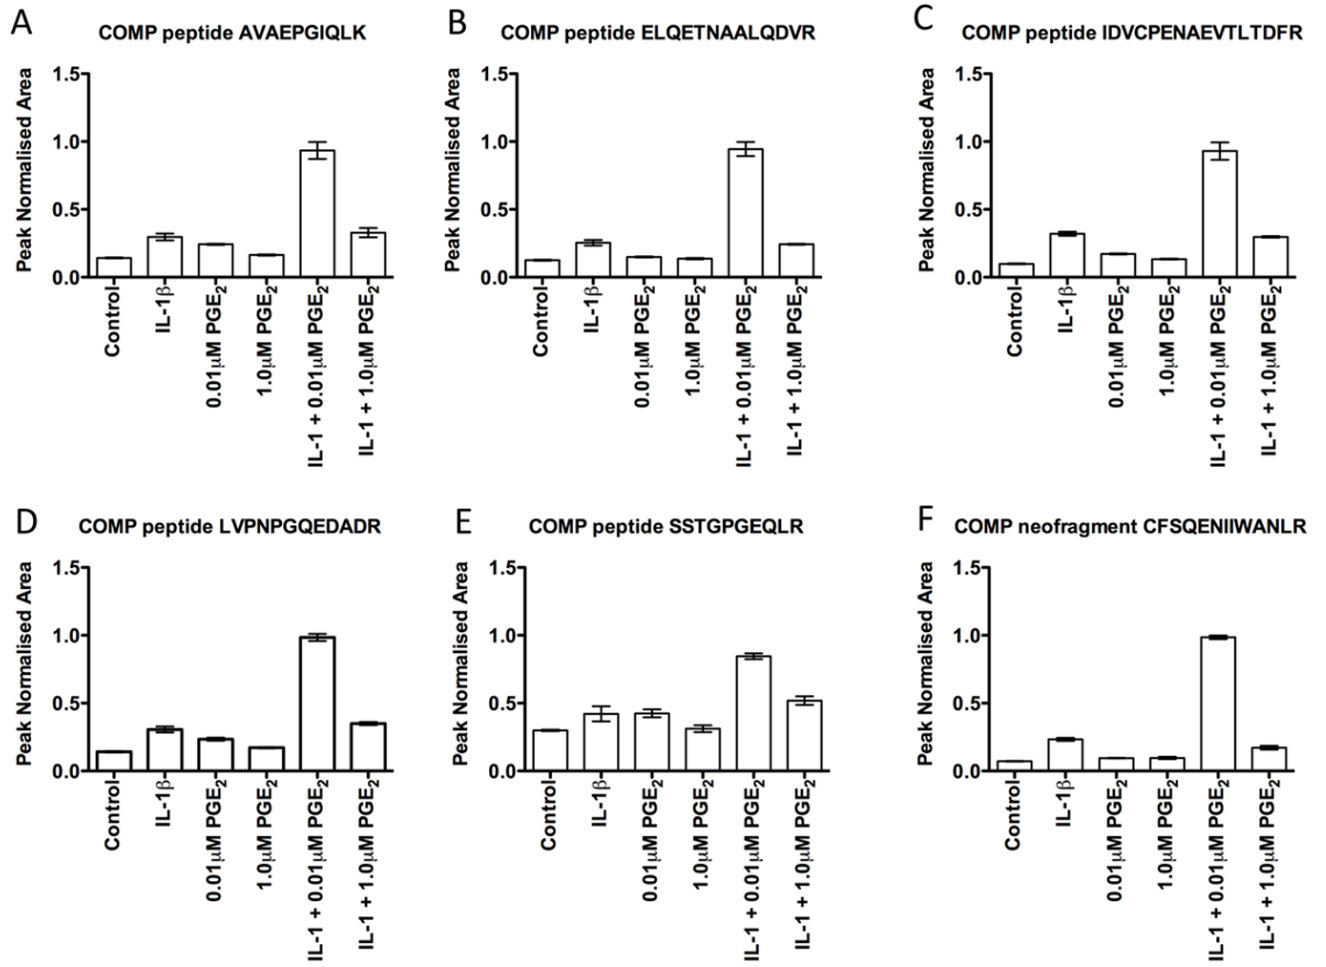 A
COMP peptide AVAEPGIQLK
Peak Normalised Area
1.5
1.0
0.5
0.0
Control
IL-1β
0.01μM PGE2
1.0μM PGE2
IL-1 + 0.01μM PGE2
IL-1 + 1.0μM PGE2
B
COMP peptide ELQETNAALQDVR
Peak Normalised Area
1.5
1.0
0.5
0.0
Control
IL-1β
0.01μM PGE2
1.0μM PGE2
IL-1 + 0.01μM PGE2
IL-1 + 1.0μM PGE2
C
COMP peptide IDVCPENAEVTLTDFR
Peak Normalised Area
1.5
1.0
0.5
0.0
Control
IL-1β
0.01μM PGE2
1.0μM PGE2
IL-1 + 0.01μM PGE2
IL-1 + 1.0μM PGE2
D
COMP peptide LVPNPGQEDADR
Peak Normalised Area
1.5
1.0
0.5
0.0
Control
IL-1β
0.01μM PGE2
1.0μM PGE2
IL-1 + 0.01μM PGE2
IL-1 + 1.0μM PGE2
E
COMP peptide SSTGPGEQLR
Peak Normalised Area
1.5
1.0
0.5
0.0
Control
IL-1β
0.01μM PGE2
1.0μM PGE2
IL-1 + 0.01μM PGE2
IL-1 + 1.0μM PGE2
F
COMP neofragment CFSQENIIWANLR
Peak Normalised Area
1.5
1.0
0.5
0.0
Control
IL-1β
0.01μM PGE2
1.0μM PGE2
IL-1 + 0.01μM PGE2
IL-1 + 1.0μM PGE2